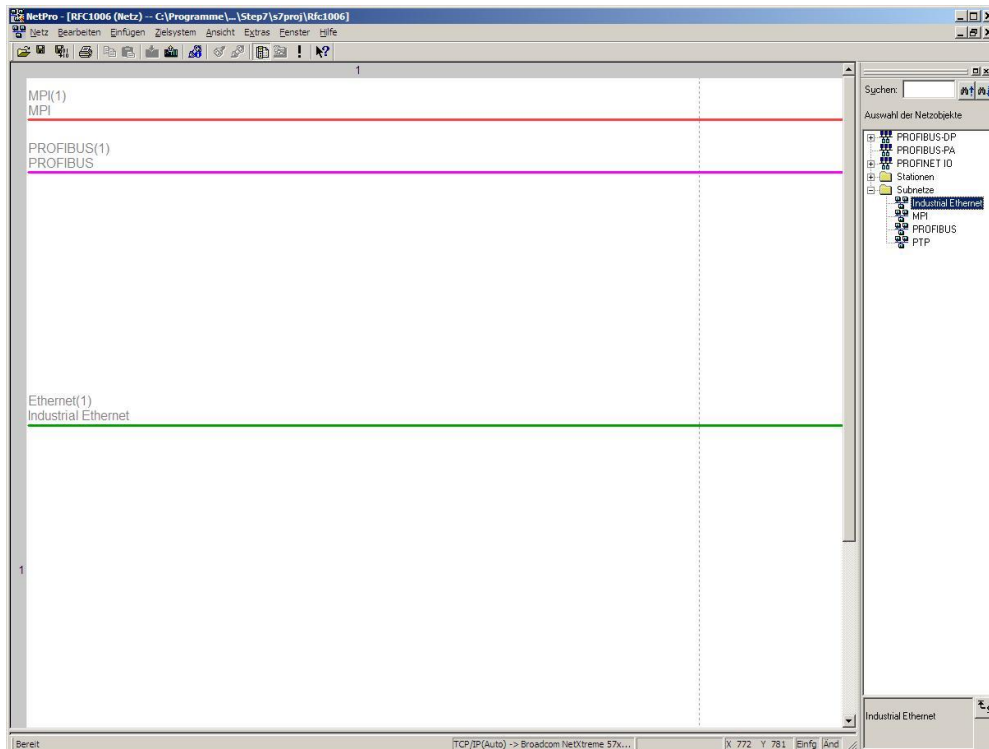 NetPro - [RFC1006 (Netz) -- C:\Programme\...\Step7\s7proj\Rfc1006]
Netz Bearbeiten Einfügen Zielsystem Ansicht Extras Fenster Hilfe
1
MPI(1)
MPI
PROFIBUS(1)
PROFIBUS
Ethernet(1)
Industrial Ethernet
1
Suchen:
Auswahl der Netzobjekte
PROFIBUS-DP
PROFIBUS-PA
PROFINET IO
Stationen
Subnetze
Industrial Ethernet
MPI
PROFIBUS
PTP
Industrial Ethernet
Bereit
TCP/IP(Auto) -> Broadcom NetXtreme 57x...
X 772 Y 781
Einfg
Änd